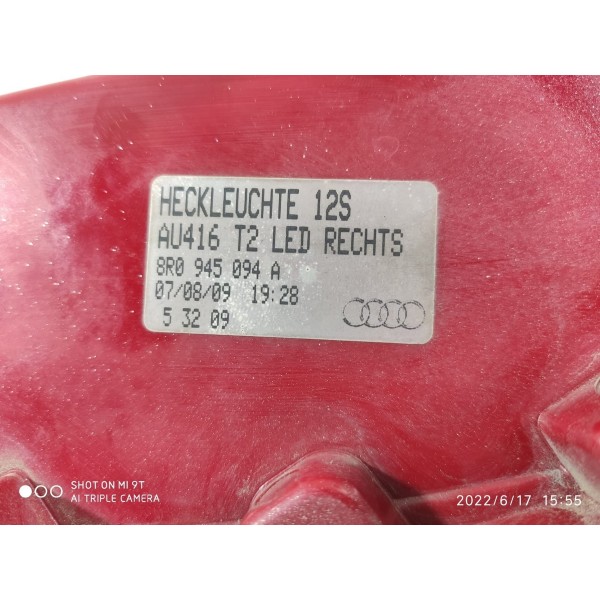 HECKLEUCHTE 12S
AU416 T2 LED RECHTS
8R0 945 094 A
07/08/09 19:28
5 32 09
SHOT ON MI 9T
AI TRIPLE CAMERA
2022/6/17 15:55